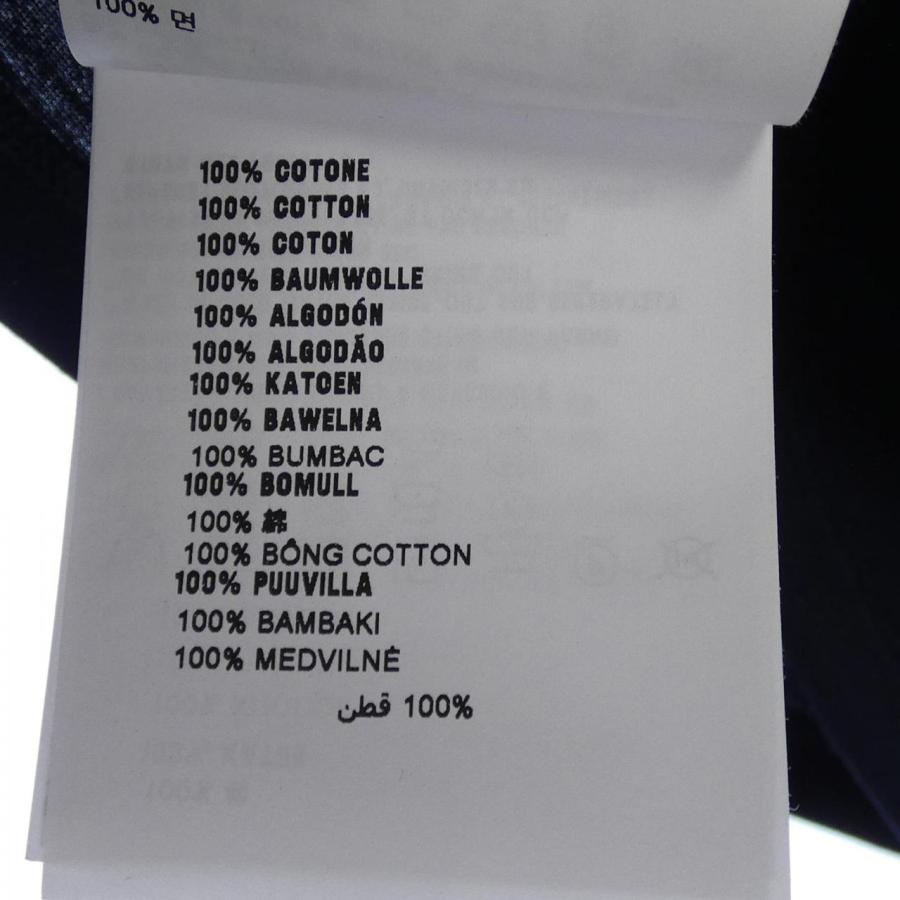 100% 면
100% COTONE
100% COTTON
100% COTON
100% BAUMWOLLE
100% ALGODÓN
100% ALGODÃO
100% KATOEN
100% BAWELNA
100% BUMBAC
100% BOMULL
100% 綿
100% BÔNG COTTON
100% PUUVILLA
100% BAMBAKI
100% MEDVILNĖ
100% قطن